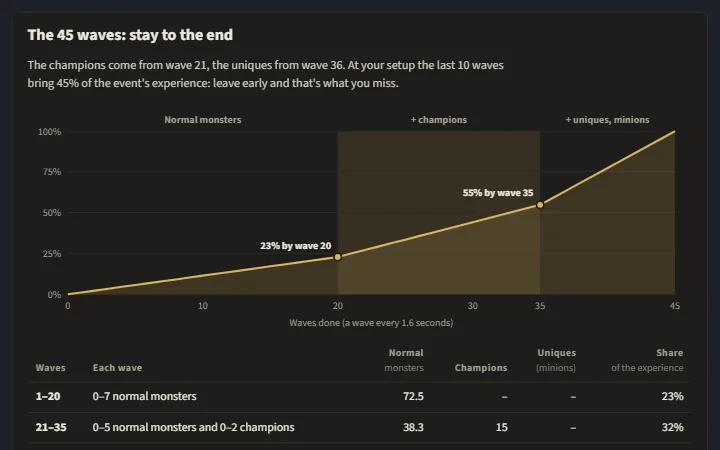 The 45 waves: stay to the end
The champions come from wave 21, the uniques from wave 36. At your setup the last 10 waves
bring 45% of the event's experience: leave early and that's what you miss.
Normal monsters + champions + uniques, minions
100%
75%
55% by wave 35
50%
23% by wave 20
25%
0%
0 10 20 30 35 45
Waves done (a wave every 1.6 seconds)
Normal Uniques Share
Waves Each wave monsters Champions (minions) of the experience
1–20 0–7 normal monsters 72.5 – – 23%
21–35 0–5 normal monsters and 0–2 champions 38.3 15 – 32%